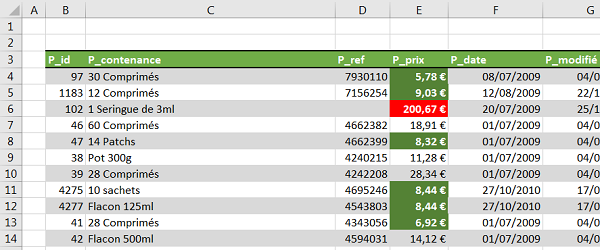 A B C D E F G
1
2
3 P_id P_contenance P_ref P_prix P_date P_modifié
4 97 30 Comprimés 7930110 5,78 € 08/07/2009 04/0
5 1183 12 Comprimés 7156254 9,03 € 12/08/2009 22/1
6 102 1 Seringue de 3ml 200,67 € 20/07/2009 25/1
7 46 60 Comprimés 4662382 18,91 € 01/07/2009 04/0
8 47 14 Patchs 4662399 8,32 € 01/07/2009 04/0
9 38 Pot 300g 4240215 11,28 € 01/07/2009 04/0
10 39 28 Comprimés 4242208 28,34 € 01/07/2009 04/0
11 4275 10 sachets 4695246 8,44 € 27/10/2010 17/0
12 4277 Flacon 125ml 4543803 8,44 € 27/10/2010 17/0
13 41 28 Comprimés 4343056 6,92 € 01/07/2009 04/0
14 42 Flacon 500ml 4594031 14,12 € 01/07/2009 04/0